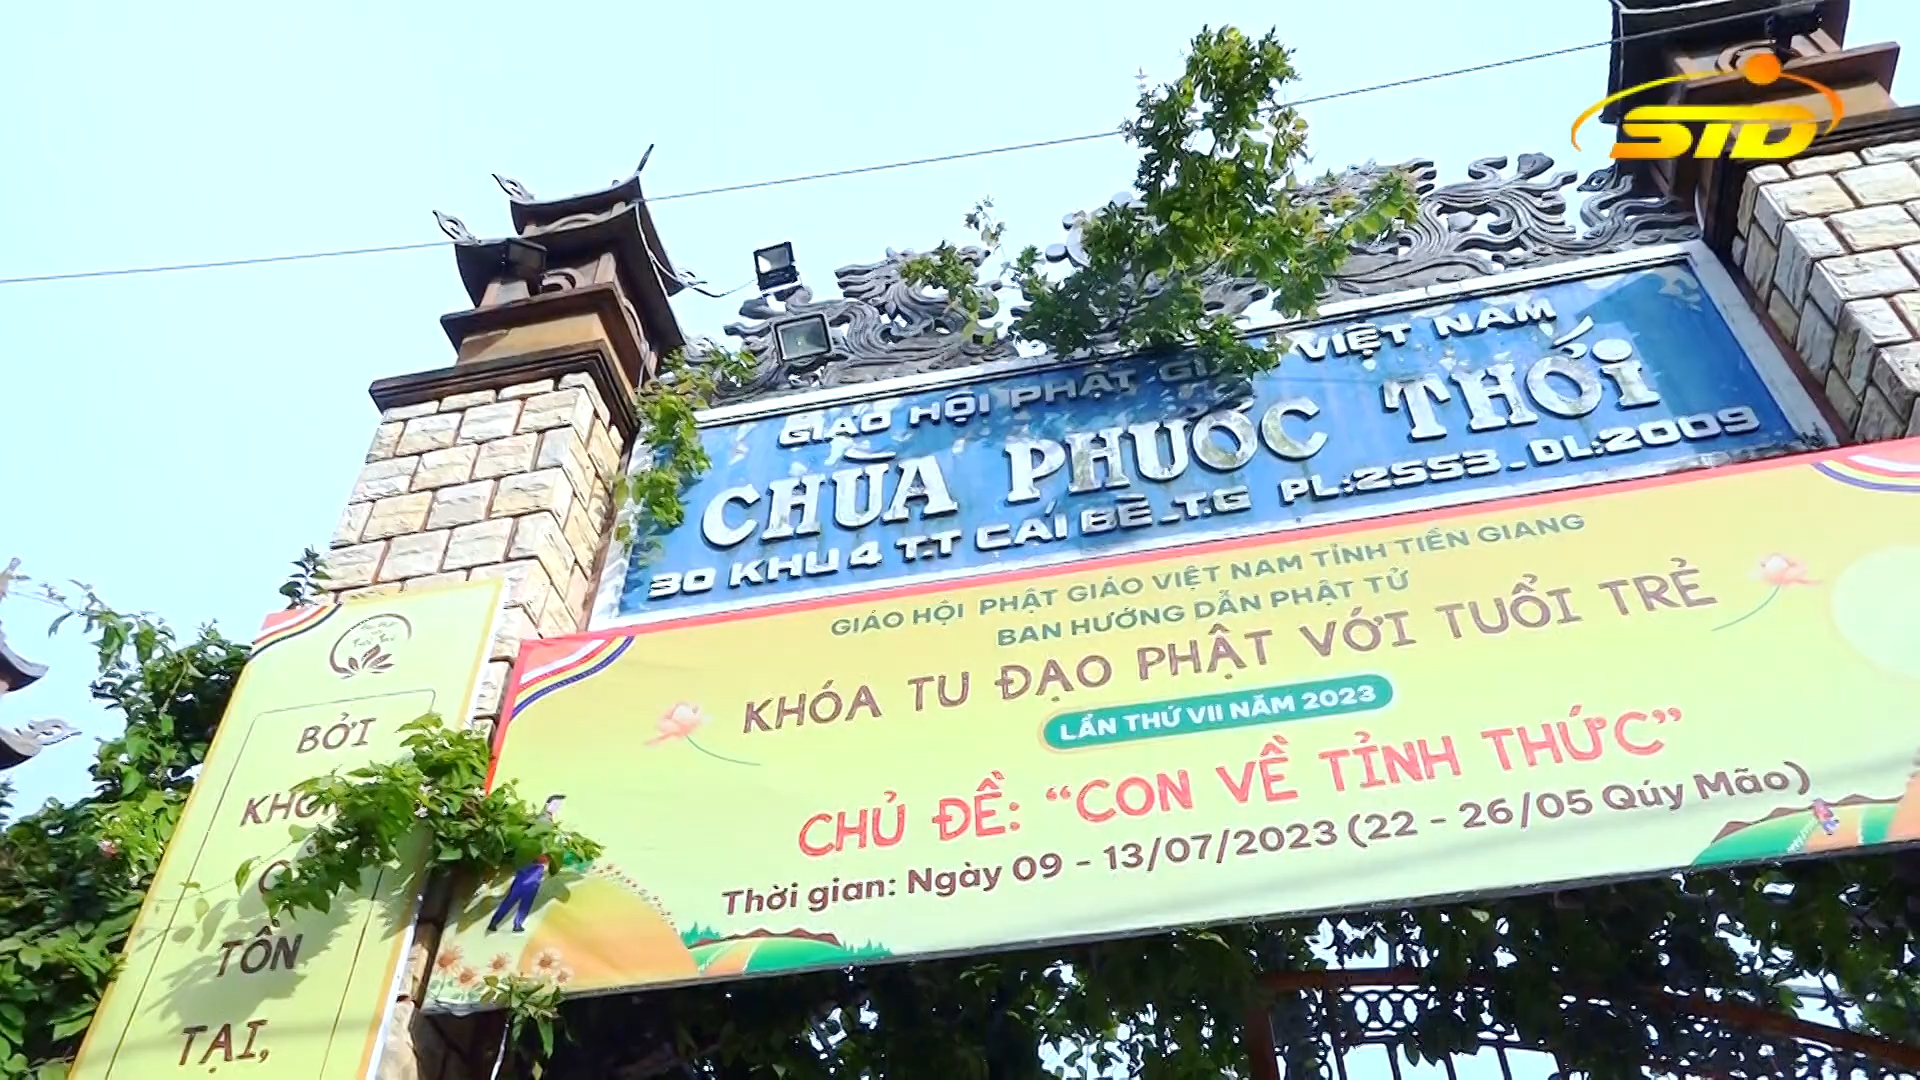 STD
GIÁO HỘI PHẬT VIỆT NAM
CHÙA PHƯỚC THỚI
30 KHU 4 T.T CÁI BÈ_T.G PL:2553_DL:2009
GIÁO HỘI PHẬT GIÁO VIỆT NAM TỈNH TIỀN GIANG
BAN HƯỚNG DẪN PHẬT TỬ
KHÓA TU ĐẠO PHẬT VỚI TUỔI TRẺ
LẦN THỨ VII NĂM 2023
CHỦ ĐỀ: “CON VỀ TỈNH THỨC”
Thời gian: Ngày 09 - 13/07/2023 (22 - 26/05 Qúy Mão)
BỞI
TỒN
TẠI,